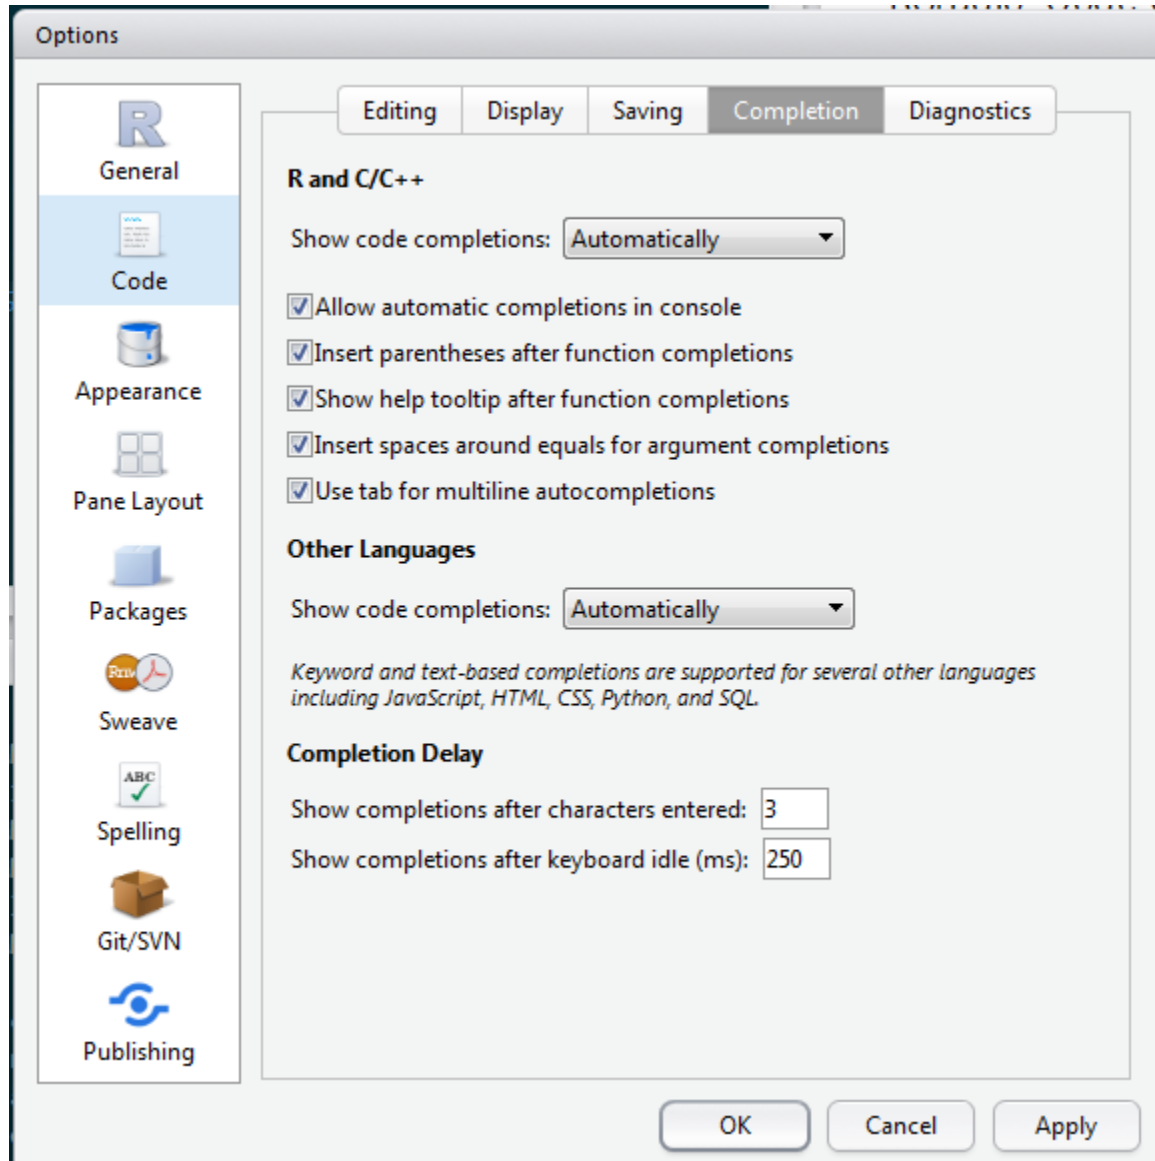 Options
Editing Display Saving Completion Diagnostics
R
General
Code
Appearance
Pane Layout
Packages
Rnw
Sweave
ABC
Spelling
Git/SVN
Publishing
R and C/C++
Show code completions: Automatically
Allow automatic completions in console
Insert parentheses after function completions
Show help tooltip after function completions
Insert spaces around equals for argument completions
Use tab for multiline autocompletions
Other Languages
Show code completions: Automatically
Keyword and text-based completions are supported for several other languages
including JavaScript, HTML, CSS, Python, and SQL.
Completion Delay
Show completions after characters entered: 3
Show completions after keyboard idle (ms): 250
OK Cancel Apply